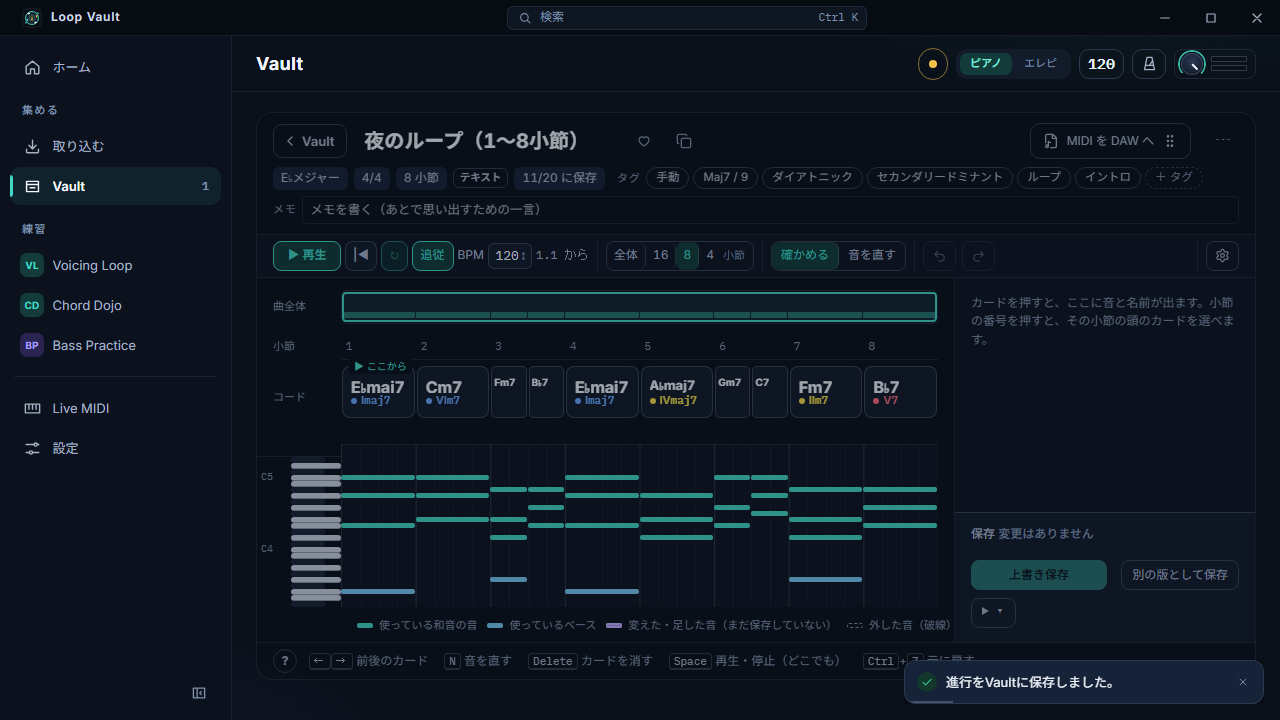 Loop Vault
検索
Ctrl K
ホーム
集める
取り込む
Vault
1
練習
VL
Voicing Loop
CD
Chord Dojo
BP
Bass Practice
Live MIDI
設定
Vault
ピアノ
エレピ
120
Vault
夜のループ（1〜8小節）
MIDI を DAW へ
E♭メジャー
4/4
8 小節
テキスト
11/20 に保存
タグ
手動
Maj7 / 9
ダイアトニック
セカンダリードミナント
ループ
イントロ
＋ タグ
メモ
メモを書く（あとで思い出すための一言）
再生
追従
BPM
120
1.1 から
全体
16
8
4
小節
確かめる
音を直す
曲全体
小節
1
2
3
4
5
6
7
8
▶ ここから
コード
E♭maj7
Imaj7
Cm7
VIm7
Fm7
B♭7
E♭maj7
Imaj7
A♭maj7
IVmaj7
Gm7
C7
Fm7
IIm7
B♭7
V7
C5
C4
使っている和音の音
使っているベース
変えた・足した音（まだ保存していない）
外した音（破線）
カードを押すと、ここに音と名前が出ます。小節
の番号を押すと、その小節の頭のカードを選べま
す。
保存 変更はありません
上書き保存
別の版として保存
?
← → 前後のカード
N 音を直す
Delete カードを消す
Space 再生・停止（どこでも）
Ctrl+Z 元に戻す
進行をVaultに保存しました。